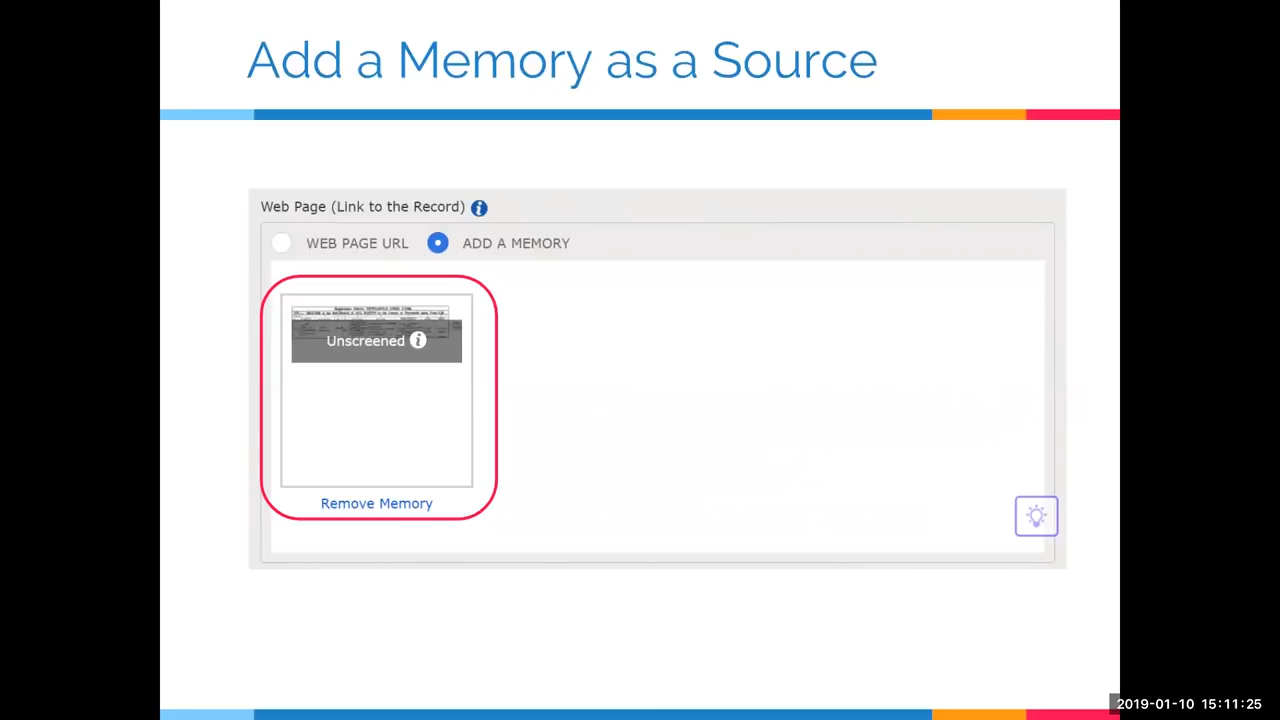 Add a Memory as a Source
Web Page (Link to the Record) i
WEB PAGE URL ADD A MEMORY
Unscreened i
Remove Memory
2019-01-10 15:11:25